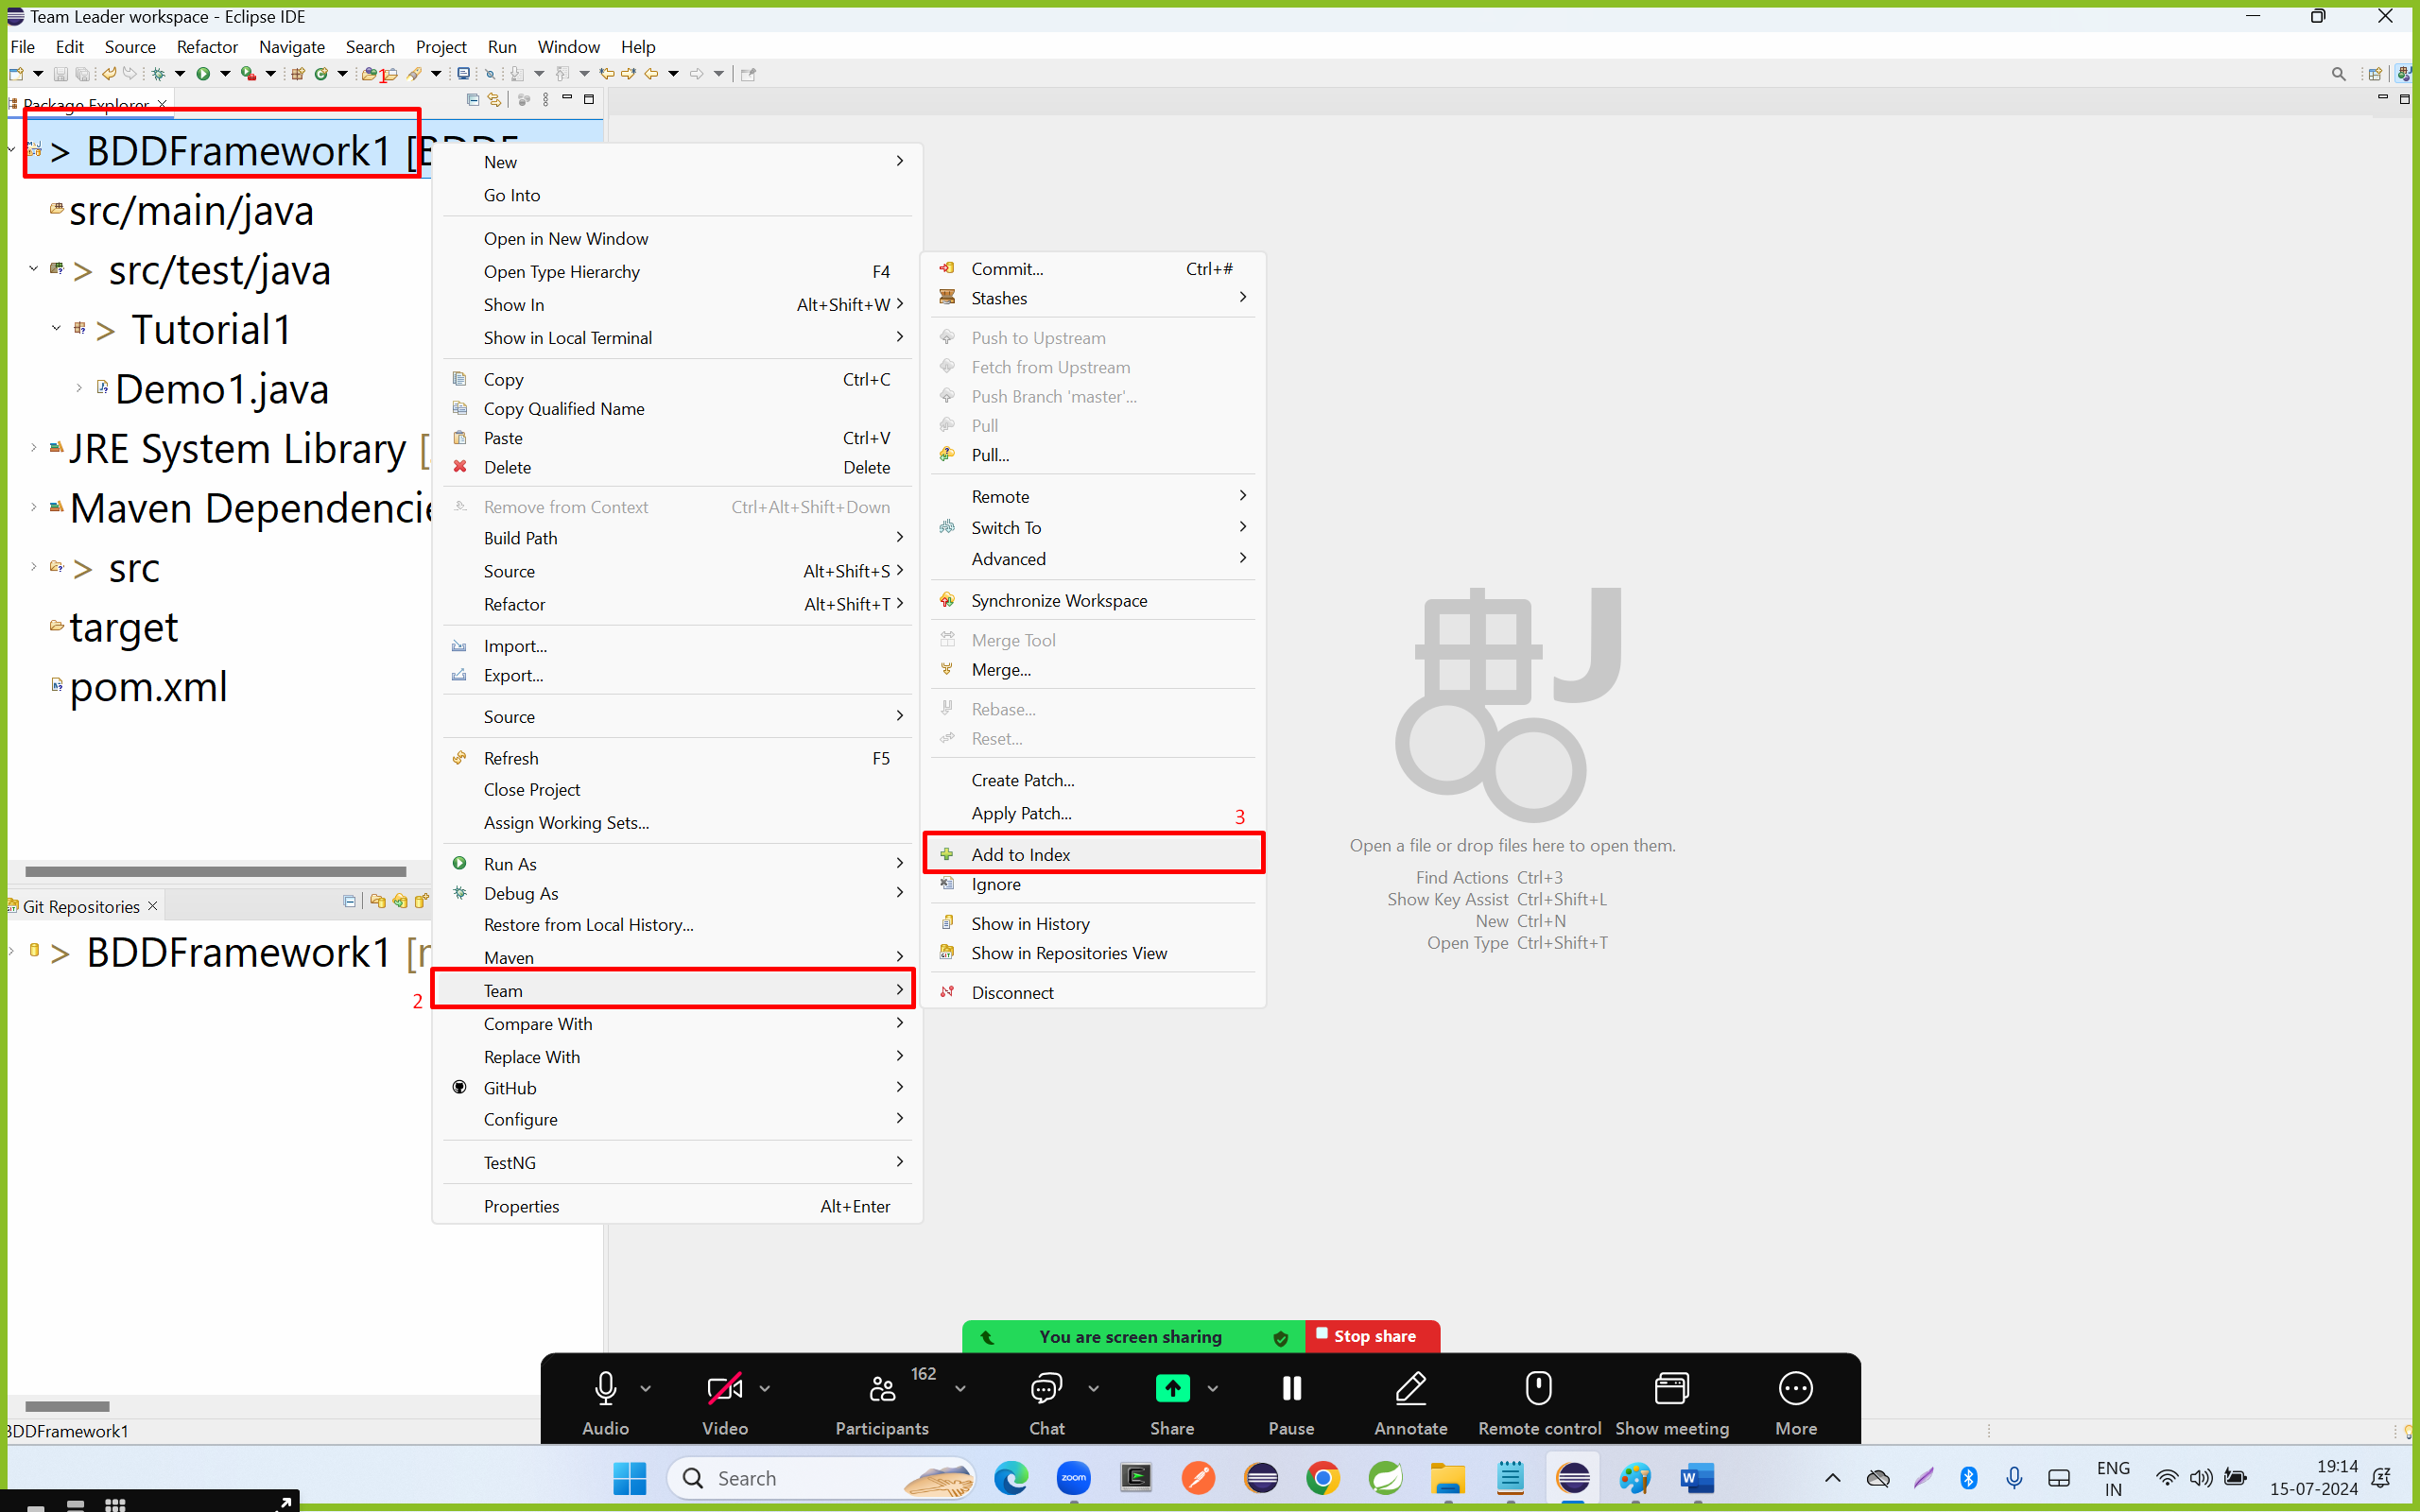 Team Leader workspace - Eclipse IDE
File Edit Source Refactor Navigate Search Project Run Window Help
1
Package Explorer
> BDDFramework1 [BDDF
src/main/java
> src/test/java
> Tutorial1
Demo1.java
JRE System Library [
Maven Dependencie
> src
target
pom.xml
Git Repositories
> BDDFramework1 [
2
New
Go Into
Open in New Window
Open Type Hierarchy F4
Show In Alt+Shift+W
Show in Local Terminal
Copy Ctrl+C
Copy Qualified Name
Paste Ctrl+V
Delete Delete
Remove from Context Ctrl+Alt+Shift+Down
Build Path
Source Alt+Shift+S
Refactor Alt+Shift+T
Import...
Export...
Source
Refresh F5
Close Project
Assign Working Sets...
Run As
Debug As
Restore from Local History...
Maven
Team
Compare With
Replace With
GitHub
Configure
TestNG
Properties Alt+Enter
Commit... Ctrl+#
Stashes
Push to Upstream
Fetch from Upstream
Push Branch 'master'...
Pull
Pull...
Remote
Switch To
Advanced
Synchronize Workspace
Merge Tool
Merge...
Rebase...
Reset...
Create Patch...
Apply Patch...
3
Add to Index
Ignore
Show in History
Show in Repositories View
Disconnect
Open a file or drop files here to open them.
Find Actions Ctrl+3
Show Key Assist Ctrl+Shift+L
New Ctrl+N
Open Type Ctrl+Shift+T
You are screen sharing Stop share
162
Audio Video Participants Chat Share Pause Annotate Remote control Show meeting More
BDDFramework1
Search
zoom
ENG
IN
19:14
15-07-2024